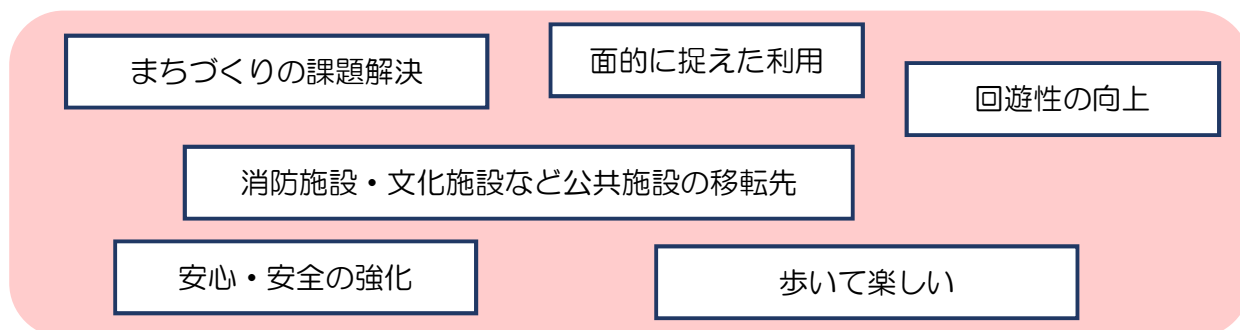 まちづくりの課題解決
面的に捉えた利用
回遊性の向上
消防施設・文化施設など公共施設の移転先
安心・安全の強化
歩いて楽しい